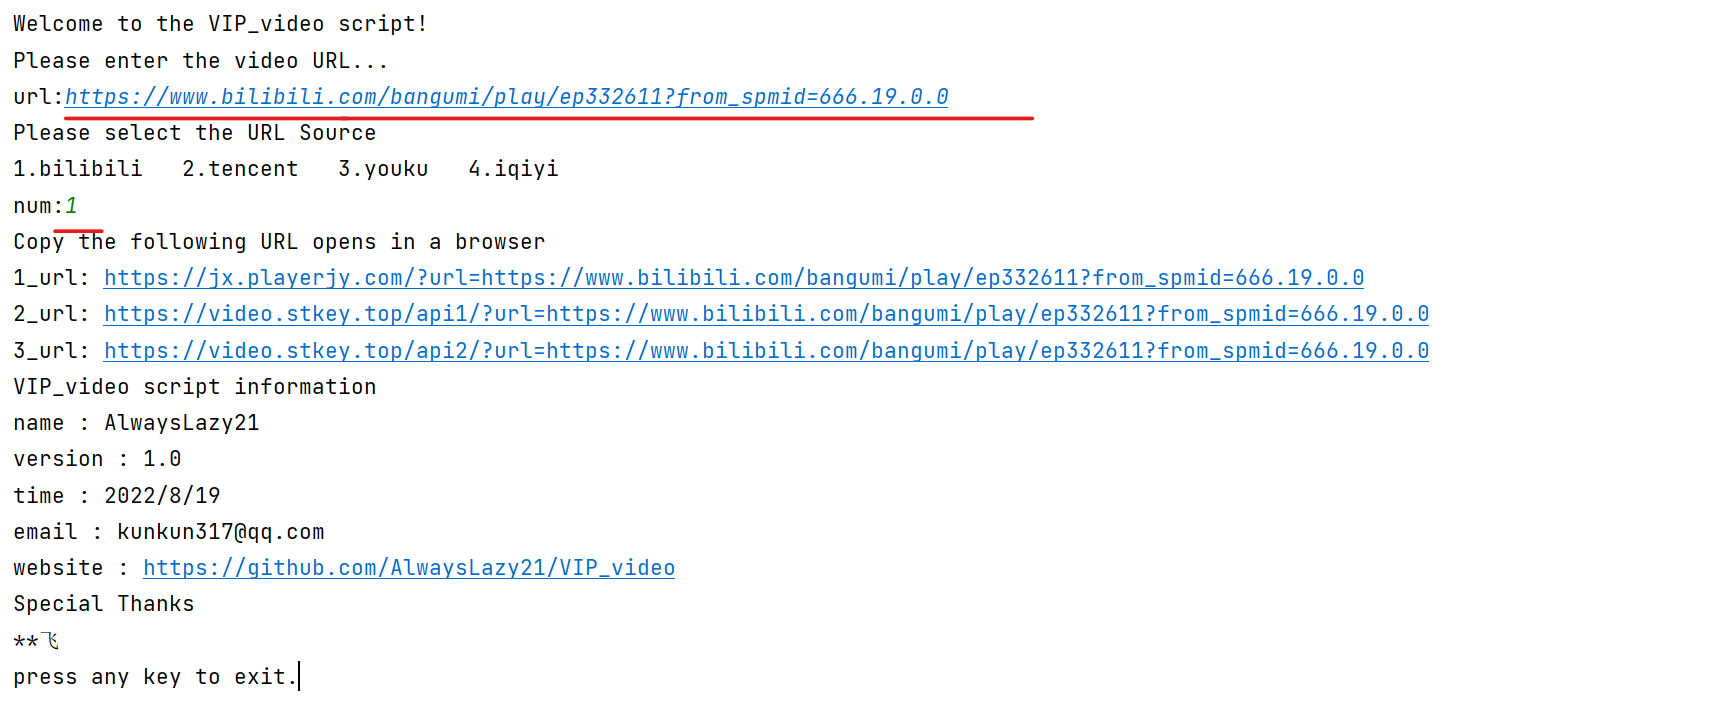 Welcome to the VIP_video script!
Please enter the video URL...
url:https://www.bilibili.com/bangumi/play/ep332611?from_spmid=666.19.0.0
Please select the URL Source
1.bilibili   2.tencent   3.youku   4.iqiyi
num:1
Copy the following URL opens in a browser
1_url: https://jx.playerjy.com/?url=https://www.bilibili.com/bangumi/play/ep332611?from_spmid=666.19.0.0
2_url: https://video.stkey.top/api1/?url=https://www.bilibili.com/bangumi/play/ep332611?from_spmid=666.19.0.0
3_url: https://video.stkey.top/api2/?url=https://www.bilibili.com/bangumi/play/ep332611?from_spmid=666.19.0.0
VIP_video script information
name : AlwaysLazy21
version : 1.0
time : 2022/8/19
email : kunkun317@qq.com
website : https://github.com/AlwaysLazy21/VIP_video
Special Thanks
**飞
press any key to exit.